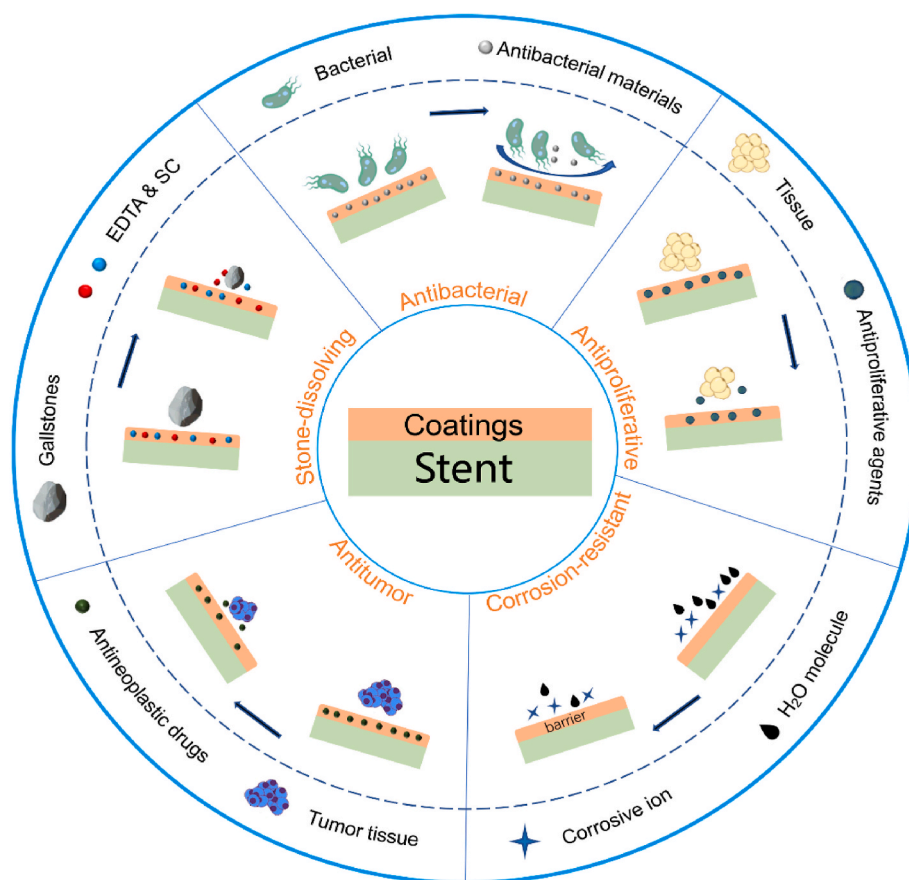 Bacterial
Antibacterial materials
Tissue
Antiproliferative agents
H₂O molecule
Corrosive ion
Tumor tissue
Antineoplastic drugs
Gallstones
EDTA & SC
Antibacterial
Antiproliferative
Corrosion-resistant
Antitumor
Stone-dissolving
Coatings
Stent
barrier